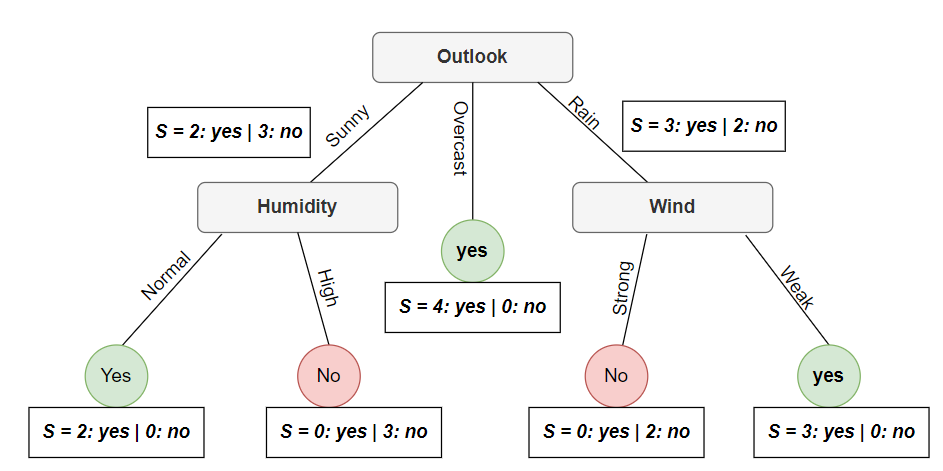 Outlook
Sunny
Overcast
Rain
S = 2: yes | 3: no
S = 3: yes | 2: no
Humidity
Wind
yes
S = 4: yes | 0: no
Normal
High
Strong
Weak
Yes
No
No
yes
S = 2: yes | 0: no
S = 0: yes | 3: no
S = 0: yes | 2: no
S = 3: yes | 0: no